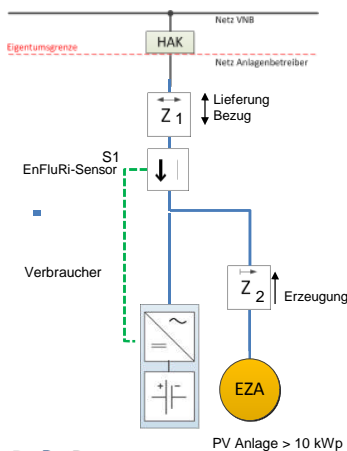 Netz VNB
HAK
Eigentumsgrenze
Netz Anlagenbetreiber
Z 1
Lieferung
Bezug
S1
EnFluRi-Sensor
Verbraucher
Z 2
Erzeugung
EZA
PV Anlage > 10 kWp